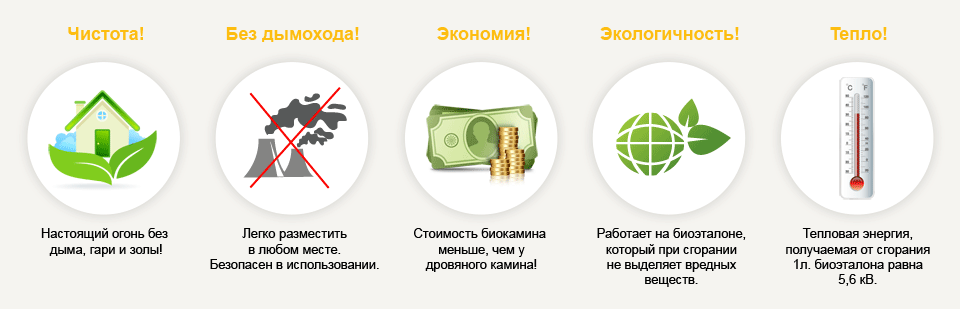 Чистота!
Настоящий огонь без
дыма, гари и золы!
Без дымохода!
Легко разместить
в любом месте.
Безопасен в использовании.
Экономия!
Стоимость биокамина
меньше, чем у
дровяного камина!
Экологичность!
Работает на биоэталоне,
который при сгорании
не выделяет вредных
веществ.
Тепло!
°C °F
Тепловая энергия,
получаемая от сгорания
1л. биоэталона равна
5,6 кВ.